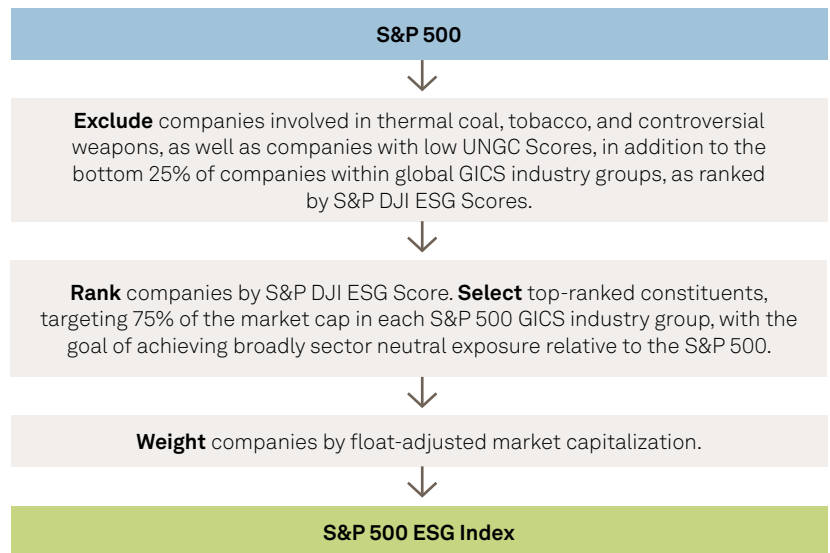 S&P 500
Exclude companies involved in thermal coal, tobacco, and controversial
weapons, as well as companies with low UNGC Scores, in addition to the
bottom 25% of companies within global GICS industry groups, as ranked
by S&P DJI ESG Scores.
Rank companies by S&P DJI ESG Score. Select top-ranked constituents,
targeting 75% of the market cap in each S&P 500 GICS industry group, with the
goal of achieving broadly sector neutral exposure relative to the S&P 500.
Weight companies by float-adjusted market capitalization.
S&P 500 ESG Index